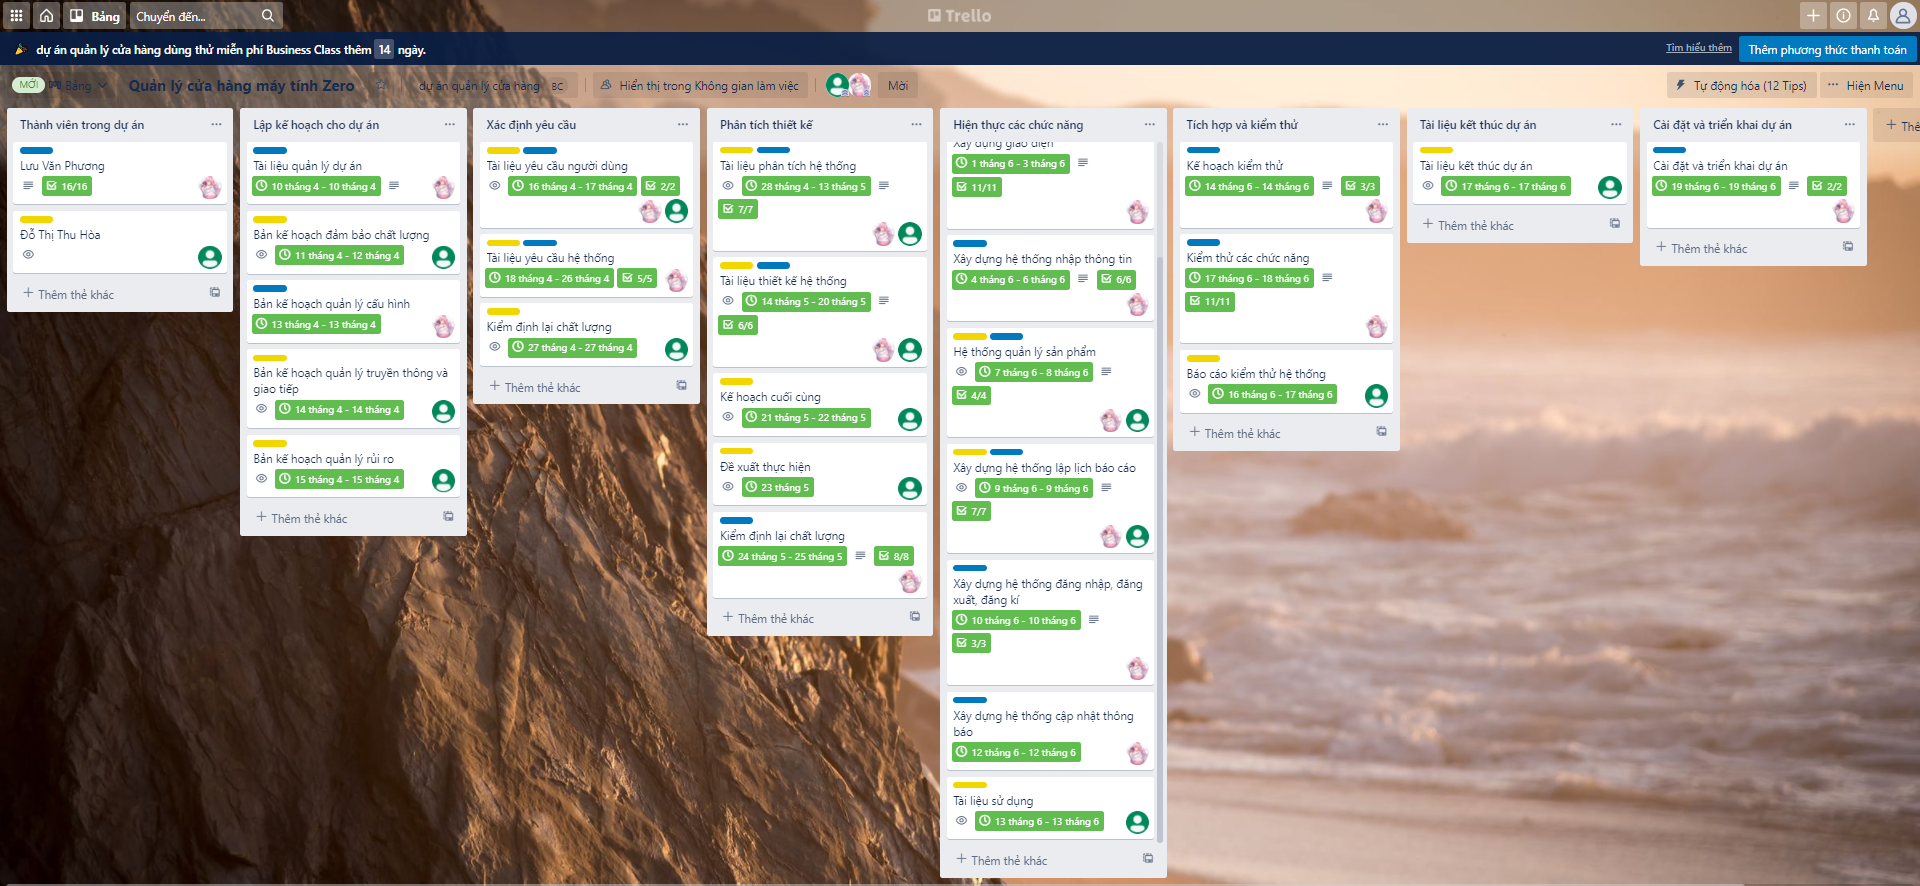 Bảng
Chuyển đến...
Trello
dự án quản lý cửa hàng dùng thử miễn phí Business Class thêm 14 ngày.
Tìm hiểu thêm
Thêm phương thức thanh toán
MỚI
Bảng
Quản lý cửa hàng máy tính Zero
dự án quản lý cửa hàng BC
Hiển thị trong Không gian làm việc
Mời
Tự động hóa (12 Tips)
Hiện Menu
Thành viên trong dự án
Lưu Văn Phương
16/16
Đỗ Thị Thu Hòa
Thêm thẻ khác
Lập kế hoạch cho dự án
Tài liệu quản lý dự án
10 tháng 4 - 10 tháng 4
Bản kế hoạch đảm bảo chất lượng
11 tháng 4 - 12 tháng 4
Bản kế hoạch quản lý cấu hình
13 tháng 4 - 13 tháng 4
Bản kế hoạch quản lý truyền thông và
giao tiếp
14 tháng 4 - 14 tháng 4
Bản kế hoạch quản lý rủi ro
15 tháng 4 - 15 tháng 4
Thêm thẻ khác
Xác định yêu cầu
Tài liệu yêu cầu người dùng
16 tháng 4 - 17 tháng 4 2/2
Tài liệu yêu cầu hệ thống
18 tháng 4 - 26 tháng 4 5/5
Kiểm định lại chất lượng
27 tháng 4 - 27 tháng 4
Thêm thẻ khác
Phân tích thiết kế
Tài liệu phân tích hệ thống
28 tháng 4 - 13 tháng 5
7/7
Tài liệu thiết kế hệ thống
14 tháng 5 - 20 tháng 5
6/6
Kế hoạch cuối cùng
21 tháng 5 - 22 tháng 5
Đề xuất thực hiện
23 tháng 5
Kiểm định lại chất lượng
24 tháng 5 - 25 tháng 5 8/8
Thêm thẻ khác
Hiện thực các chức năng
Xây dựng giao diện
1 tháng 6 - 3 tháng 6
11/11
Xây dựng hệ thống nhập thông tin
4 tháng 6 - 6 tháng 6 6/6
Hệ thống quản lý sản phẩm
7 tháng 6 - 8 tháng 6
4/4
Xây dựng hệ thống lập lịch báo cáo
9 tháng 6 - 9 tháng 6
7/7
Xây dựng hệ thống đăng nhập, đăng
xuất, đăng kí
10 tháng 6 - 10 tháng 6
3/3
Xây dựng hệ thống cập nhật thông
báo
12 tháng 6 - 12 tháng 6
Tài liệu sử dụng
13 tháng 6 - 13 tháng 6
Thêm thẻ khác
Tích hợp và kiểm thử
Kế hoạch kiểm thử
14 tháng 6 - 14 tháng 6 3/3
Kiểm thử các chức năng
17 tháng 6 - 18 tháng 6
11/11
Báo cáo kiểm thử hệ thống
16 tháng 6 - 17 tháng 6
Thêm thẻ khác
Tài liệu kết thúc dự án
Tài liệu kết thúc dự án
17 tháng 6 - 17 tháng 6
Thêm thẻ khác
Cài đặt và triển khai dự án
Cài đặt và triển khai dự án
19 tháng 6 - 19 tháng 6 2/2
Thêm thẻ khác
Thê